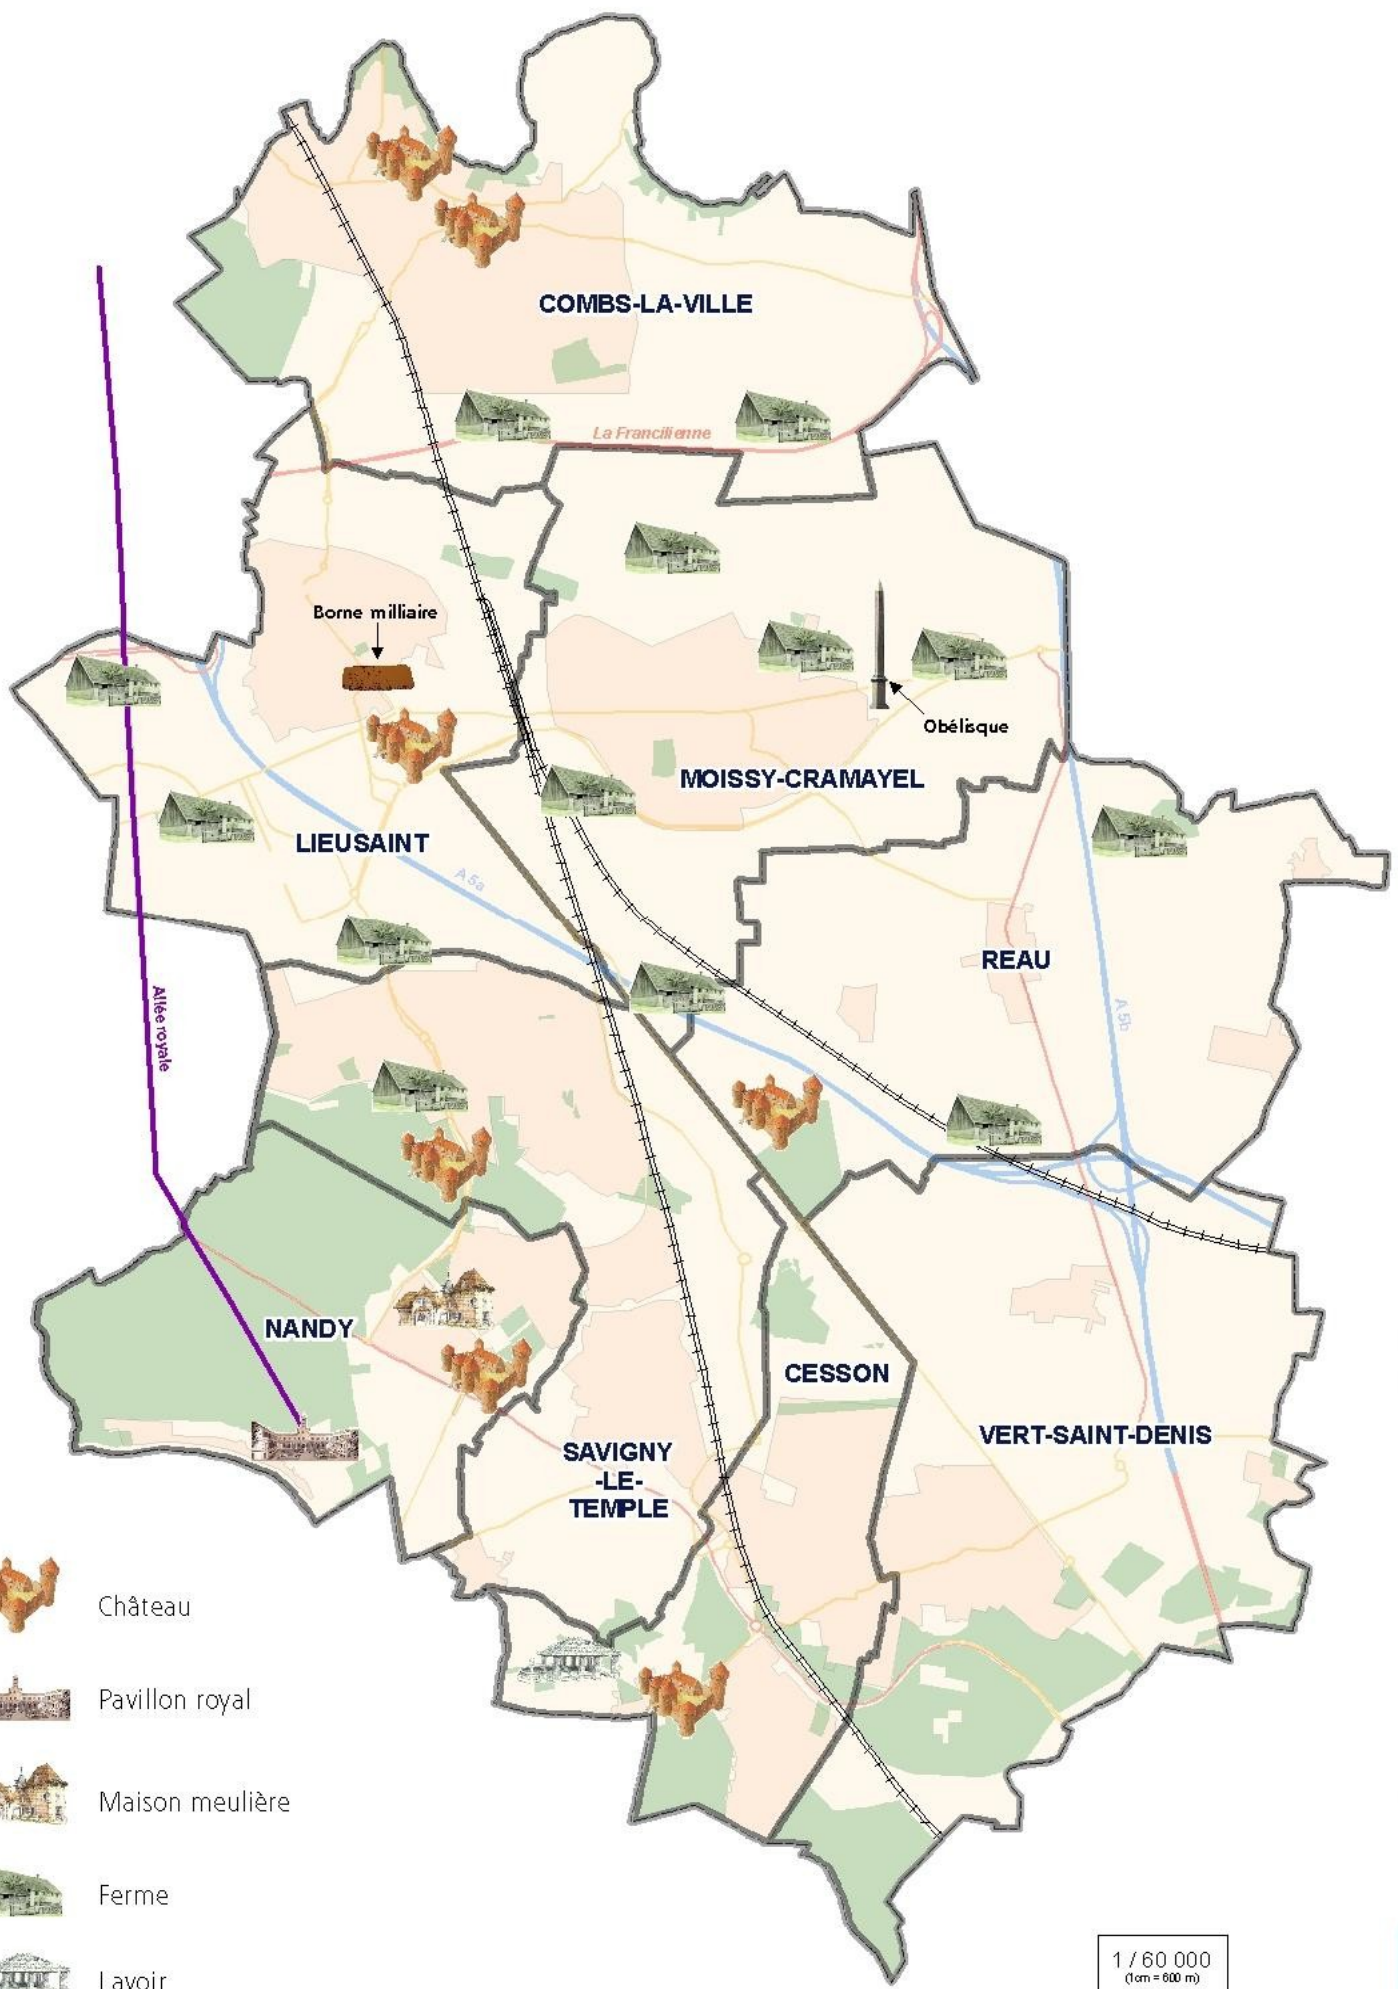 COMBS-LA-VILLE
La Francilienne
Borne milliaire
Obélisque
MOISSY-CRAMAYEL
LIEUSAINT
A5a
REAU
A5b
Allée royale
NANDY
CESSON
VERT-SAINT-DENIS
SAVIGNY
-LE-
TEMPLE
Château
Pavillon royal
Maison meulière
Ferme
Lavoir
1 / 60 000
(1cm = 600 m)